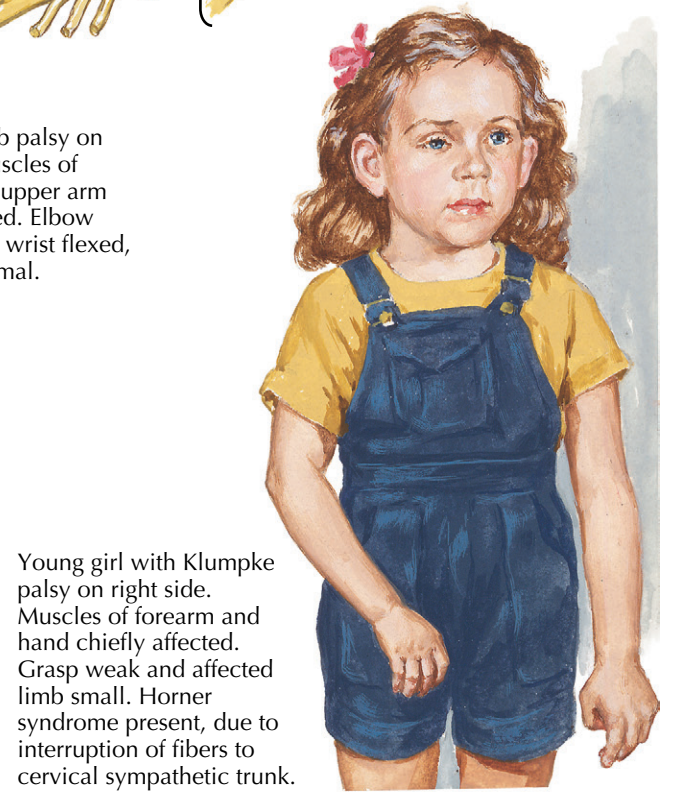 b palsy on
scles of
upper arm
ed. Elbow
wrist flexed,
mal.
Young girl with Klumpke
palsy on right side.
Muscles of forearm and
hand chiefly affected.
Grasp weak and affected
limb small. Horner
syndrome present, due to
interruption of fibers to
cervical sympathetic trunk.